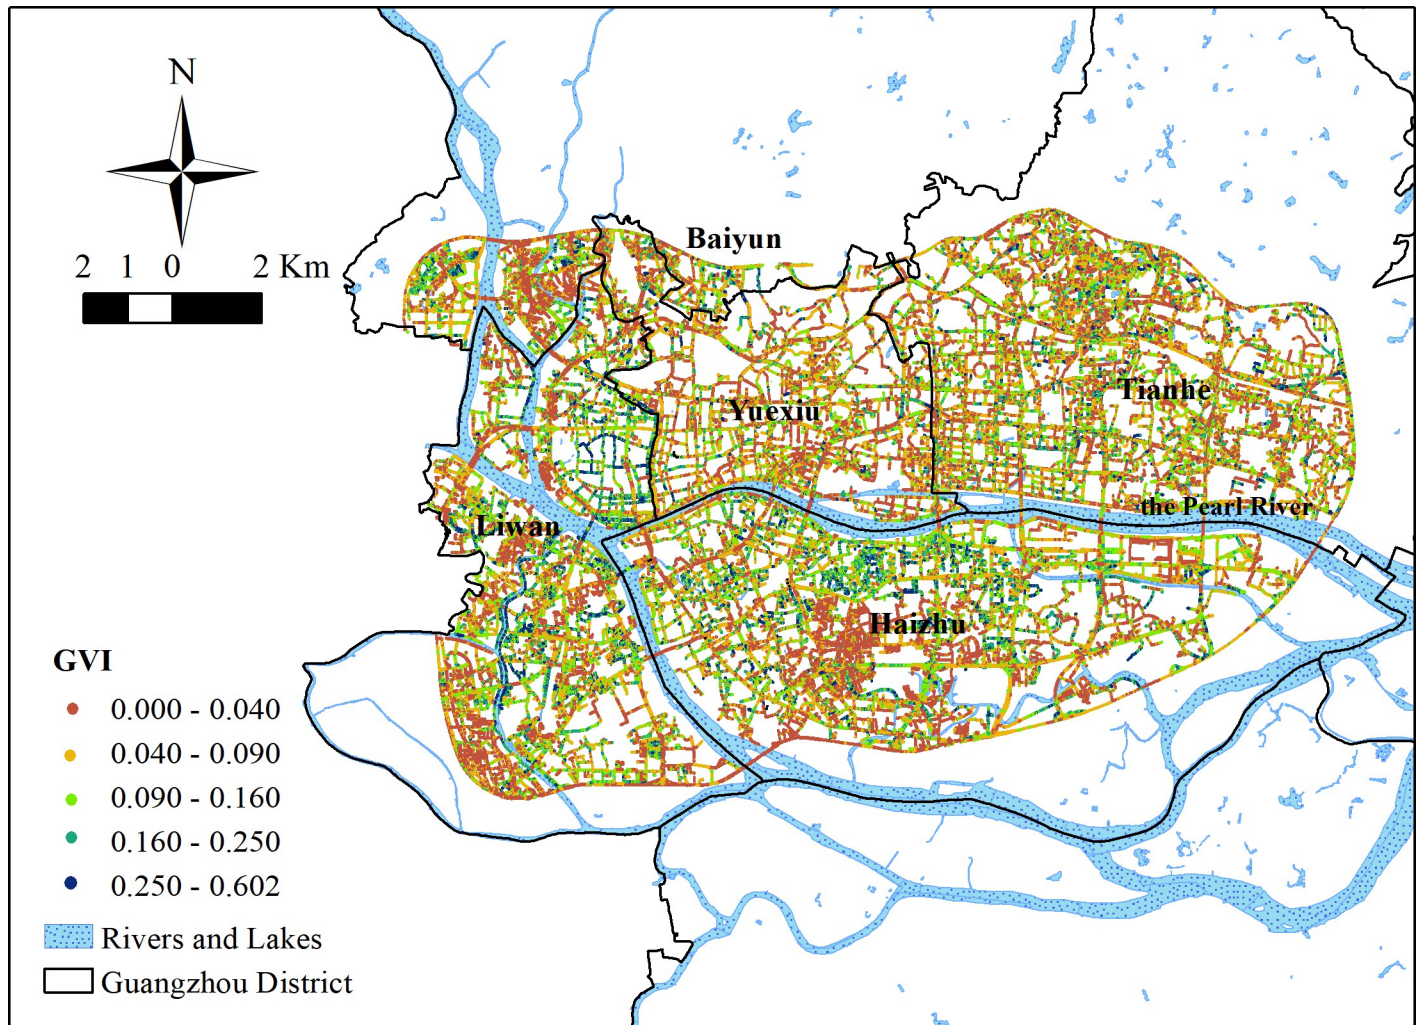 N
2 1 0 2 Km
Baiyun
Tianhe
Yuexiu
the Pearl River
Liwan
Haizhu
GVI
0.000 - 0.040
0.040 - 0.090
0.090 - 0.160
0.160 - 0.250
0.250 - 0.602
Rivers and Lakes
Guangzhou District